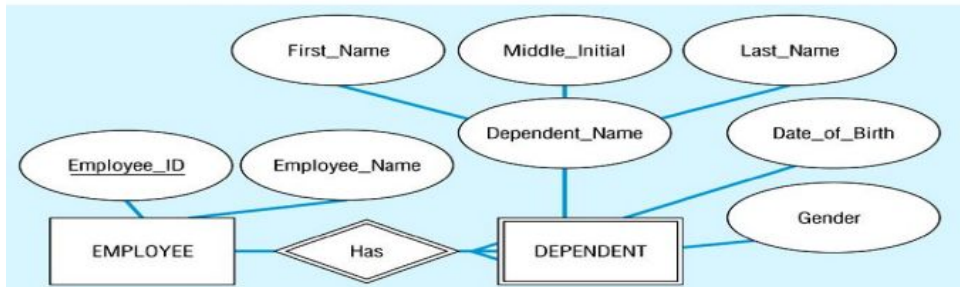 First_Name
Middle_Initial
Last_Name
Dependent_Name
Date_of_Birth
Employee_ID
Employee_Name
Gender
EMPLOYEE
Has
DEPENDENT